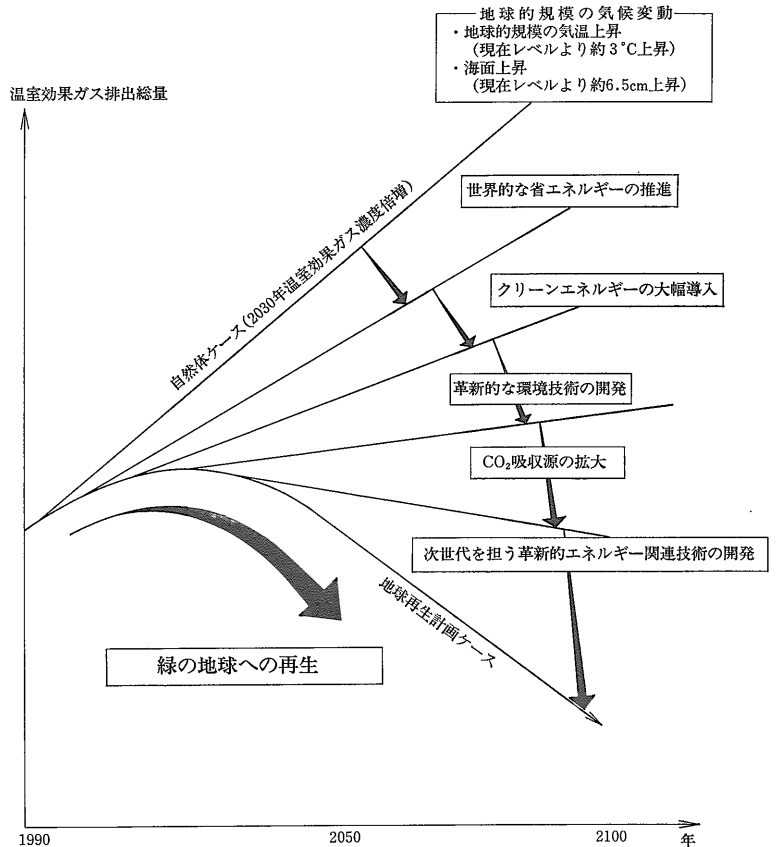 地球的規模の気候変動
・地球的規模の気温上昇
(現在レベルより約3℃上昇)
・海面上昇
(現在レベルより約6.5cm上昇)
温室効果ガス排出総量
世界的な省エネルギーの推進
自然体ケース(2030年温室効果ガス濃度倍増)
クリーンエネルギーの大幅導入
革新的な環境技術の開発
CO₂吸収源の拡大
次世代を担う革新的エネルギー関連技術の開発
地球再生計画ケース
緑の地球への再生
1990
2050
2100
年